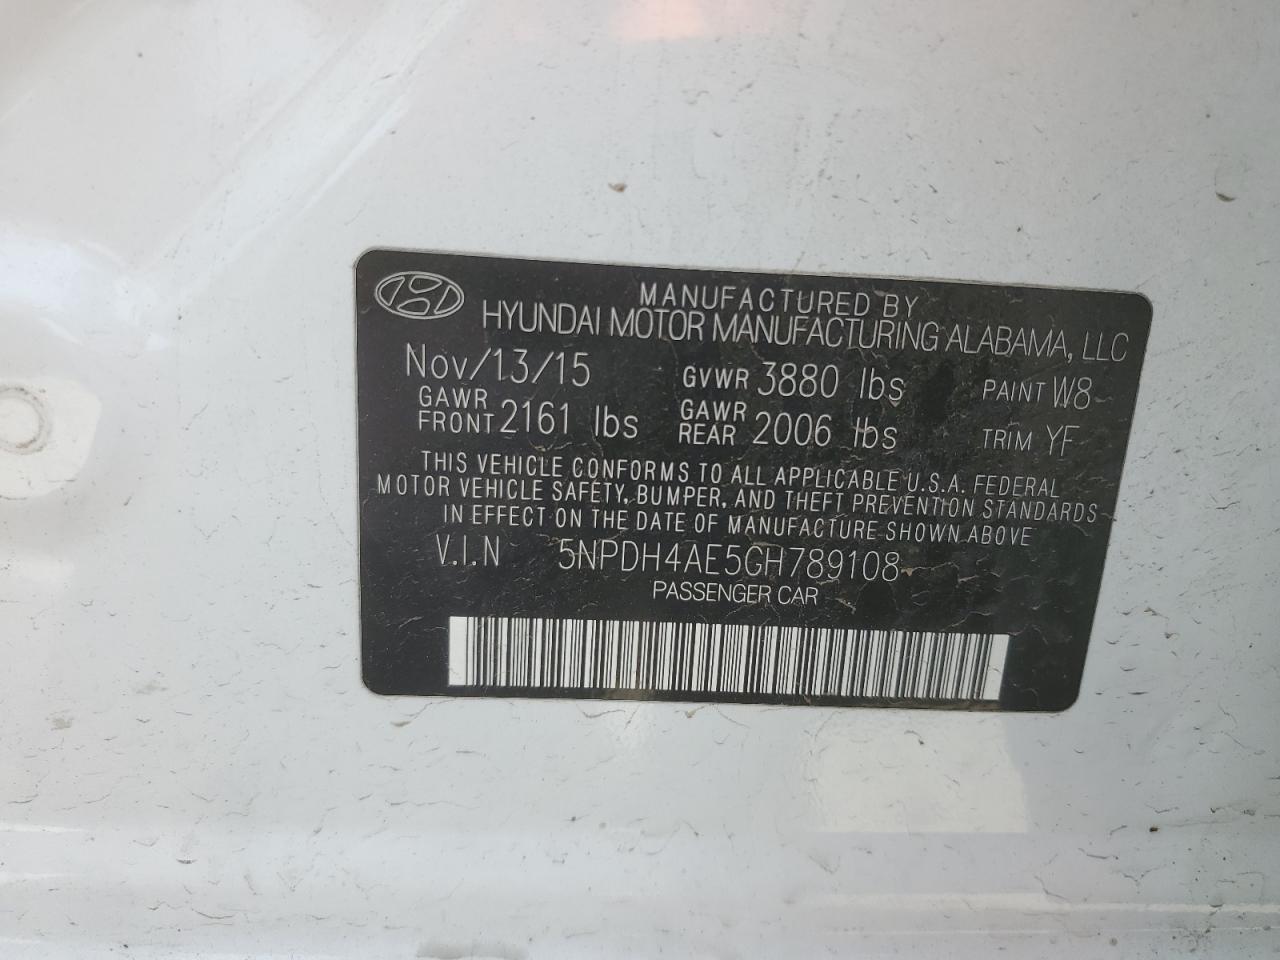 MANUFACTURED BY
HYUNDAI MOTOR MANUFACTURING ALABAMA, LLC
Nov/13/15 GVWR 3880 lbs PAINT W8
GAWR FRONT 2161 lbs GAWR REAR 2006 lbs TRIM YF
THIS VEHICLE CONFORMS TO ALL APPLICABLE U.S.A. FEDERAL
MOTOR VEHICLE SAFETY, BUMPER, AND THEFT PREVENTION STANDARDS
IN EFFECT ON THE DATE OF MANUFACTURE SHOWN ABOVE
V.I.N 5NPDH4AE5GH789108
PASSENGER CAR